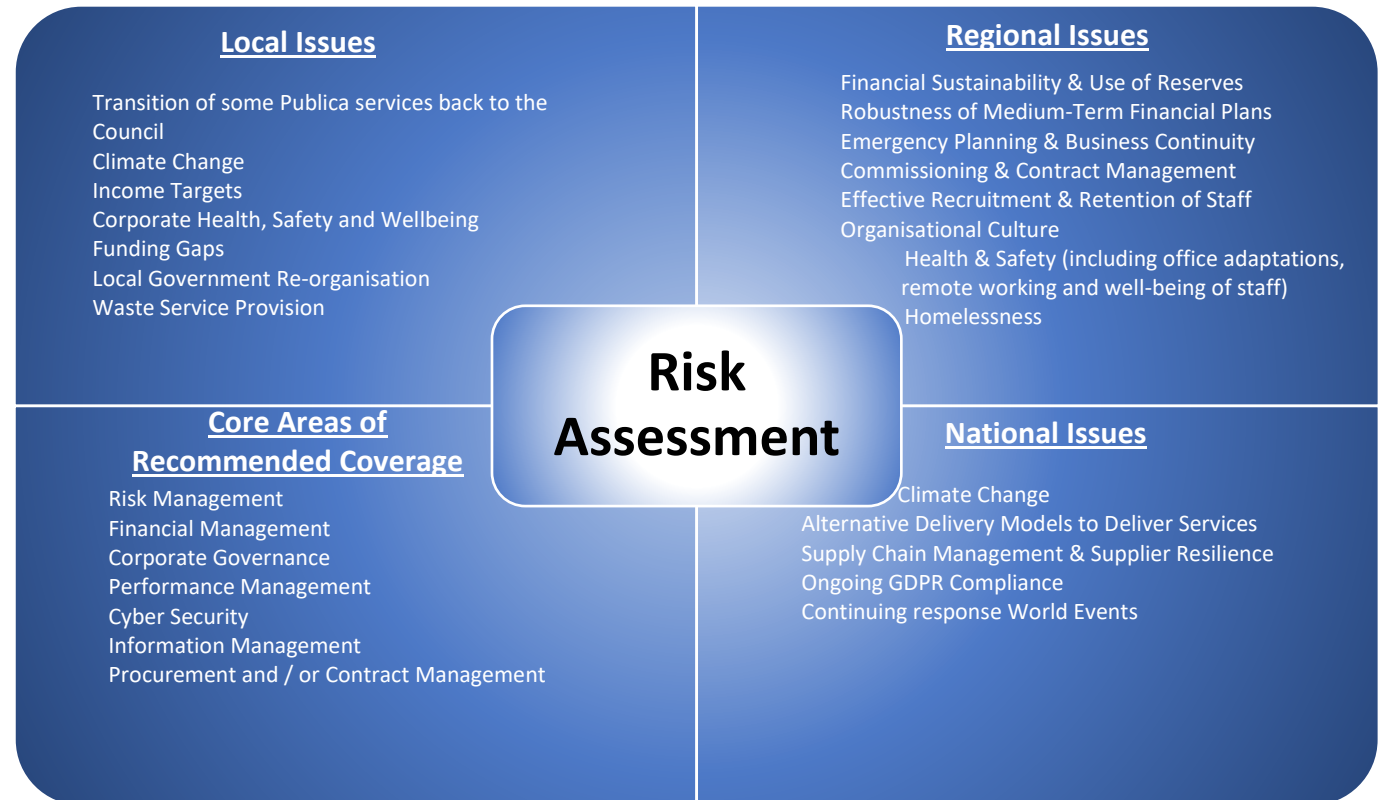 Local Issues
Transition of some Publica services back to the
Council
Climate Change
Income Targets
Corporate Health, Safety and Wellbeing
Funding Gaps
Local Government Re-organisation
Waste Service Provision
Regional Issues
Financial Sustainability & Use of Reserves
Robustness of Medium-Term Financial Plans
Emergency Planning & Business Continuity
Commissioning & Contract Management
Effective Recruitment & Retention of Staff
Organisational Culture
Health & Safety (including office adaptations,
remote working and well-being of staff)
Homelessness
Risk
Assessment
Core Areas of
Recommended Coverage
Risk Management
Financial Management
Corporate Governance
Performance Management
Cyber Security
Information Management
Procurement and / or Contract Management
National Issues
Climate Change
Alternative Delivery Models to Deliver Services
Supply Chain Management & Supplier Resilience
Ongoing GDPR Compliance
Continuing response World Events